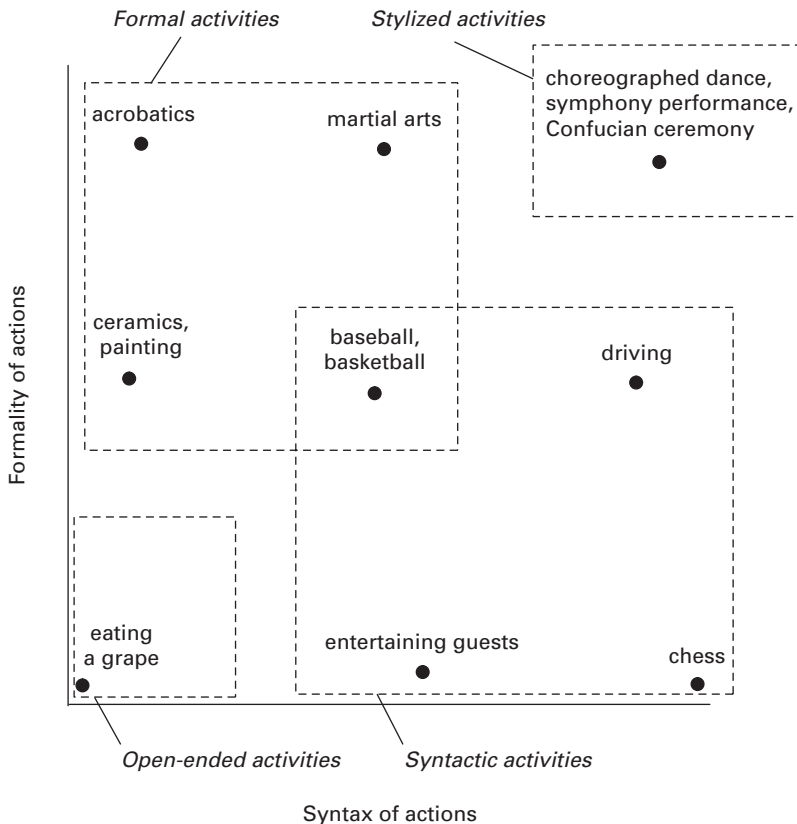 Formal activities
Stylized activities
choreographed dance,
symphony performance,
Confucian ceremony
acrobatics
martial arts
ceramics,
painting
baseball,
basketball
driving
Formality of actions
eating
a grape
entertaining guests
chess
Open-ended activities
Syntactic activities
Syntax of actions